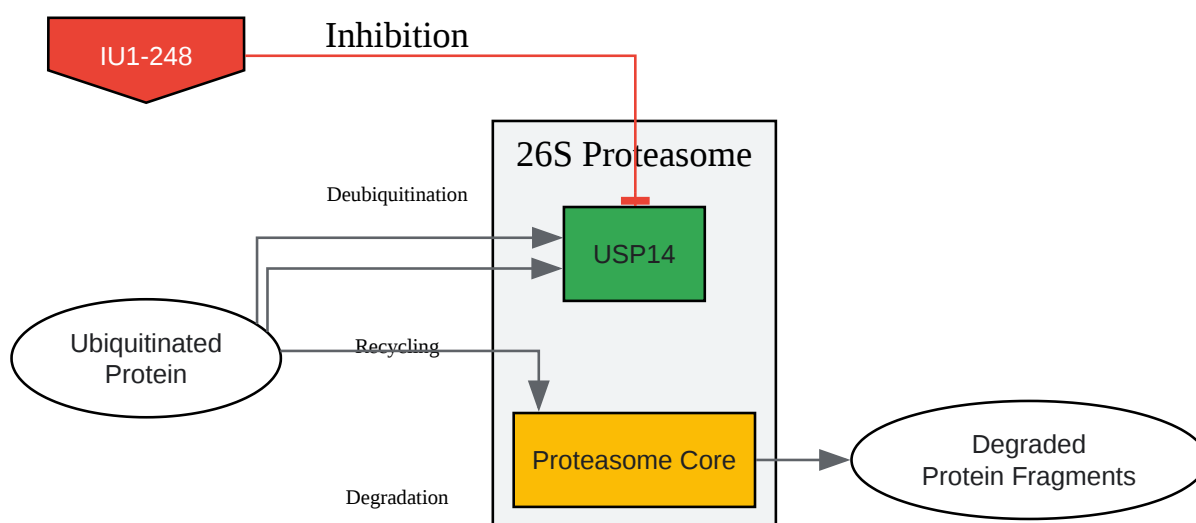 IU1-248
Inhibition
26S Proteasome
Deubiquitination
USP14
Ubiquitinated
Protein
Recycling
Proteasome Core
Degraded
Protein Fragments
Degradation